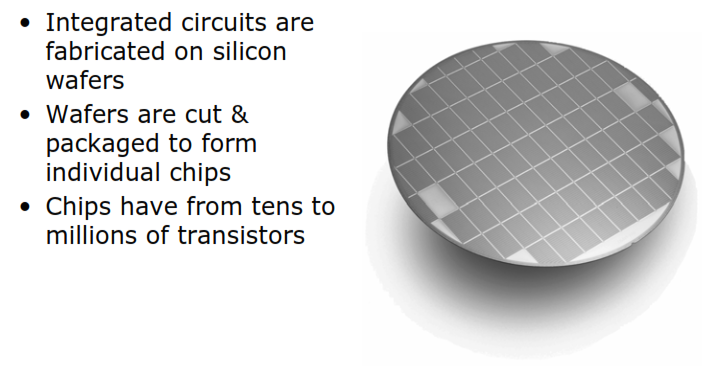 • Integrated circuits are
fabricated on silicon
wafers
• Wafers are cut &
packaged to form
individual chips
• Chips have from tens to
millions of transistors